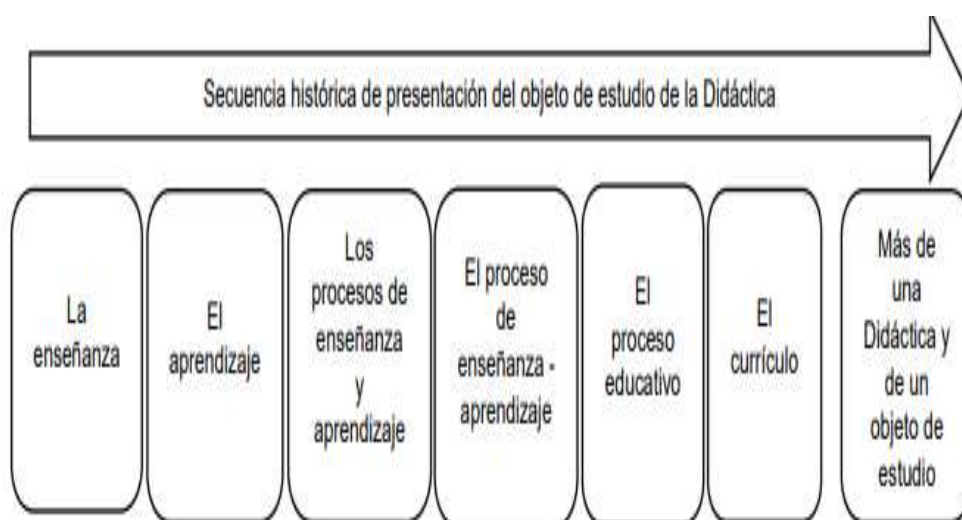 Secuencia histórica de presentación del objeto de estudio de la Didáctica
La
enseñanza
El
aprendizaje
Los
procesos de
enseñanza
y
aprendizaje
El proceso
de
enseñanza -
aprendizaje
El
proceso
educativo
El
currículo
Más de
una
Didáctica y
de un
objeto de
estudio